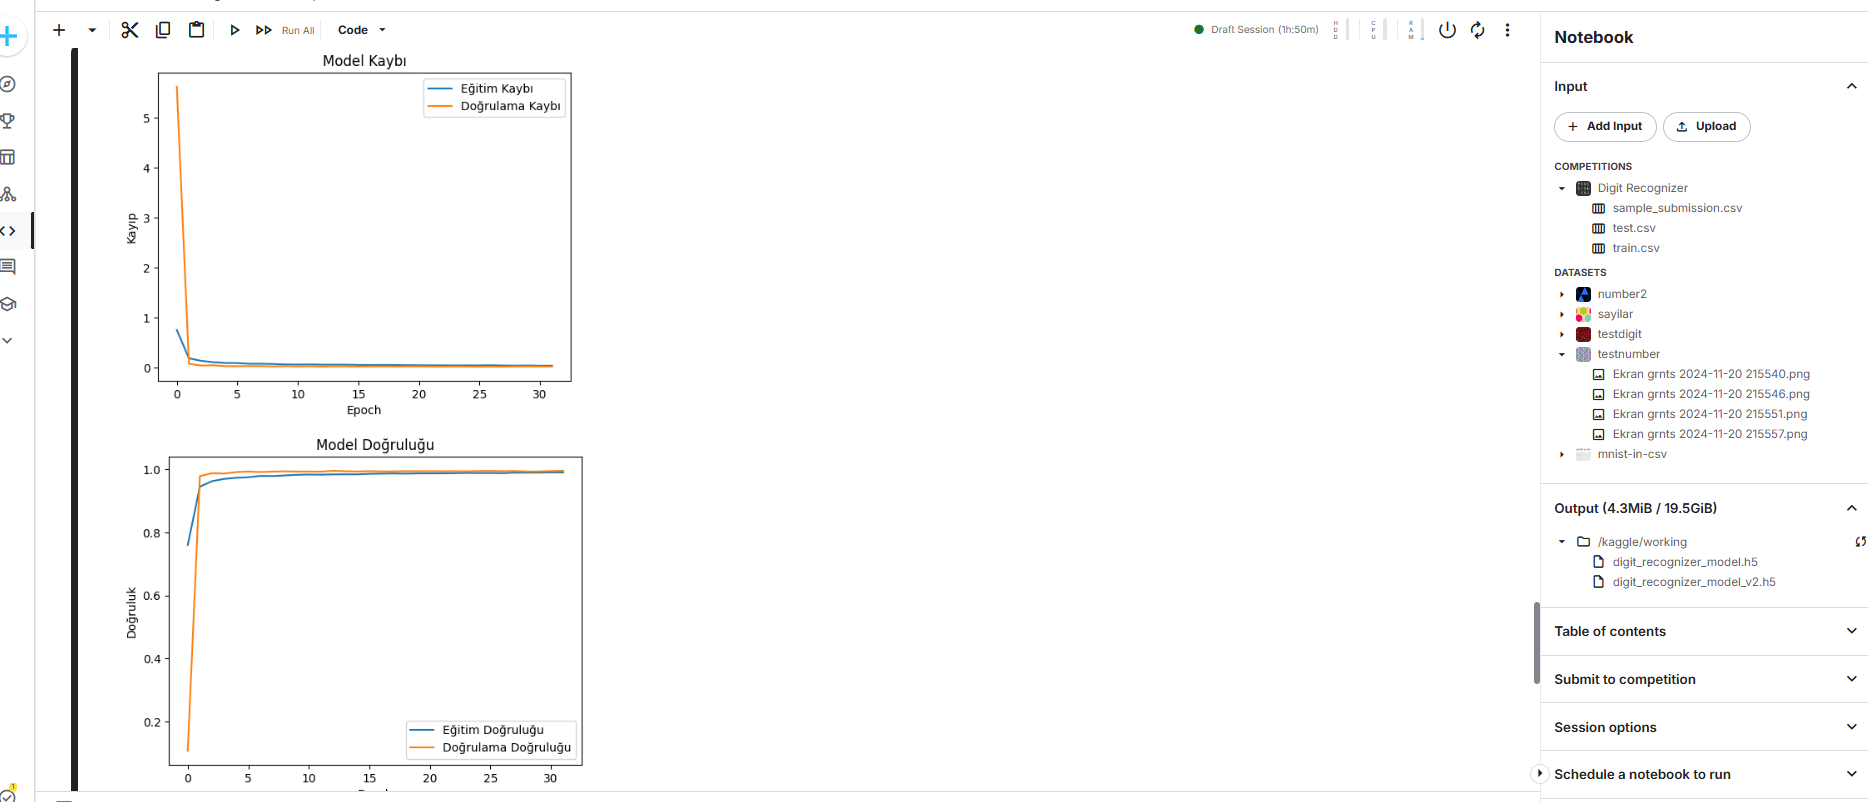 Run All
Code
Draft Session (1h:50m)
HDD
CPU
RAM
Model Kaybı
Eğitim Kaybı
Doğrulama Kaybı
5
4
3
2
1
0
Kayıp
0 5 10 15 20 25 30
Epoch
Model Doğruluğu
1.0
0.8
0.6
0.4
0.2
Doğruluk
Eğitim Doğruluğu
Doğrulama Doğruluğu
0 5 10 15 20 25 30
Notebook
Input
Add Input
Upload
COMPETITIONS
Digit Recognizer
sample_submission.csv
test.csv
train.csv
DATASETS
number2
sayilar
testdigit
testnumber
Ekran grnts 2024-11-20 215540.png
Ekran grnts 2024-11-20 215546.png
Ekran grnts 2024-11-20 215551.png
Ekran grnts 2024-11-20 215557.png
mnist-in-csv
Output (4.3MiB / 19.5GiB)
/kaggle/working
digit_recognizer_model.h5
digit_recognizer_model_v2.h5
Table of contents
Submit to competition
Session options
Schedule a notebook to run
1